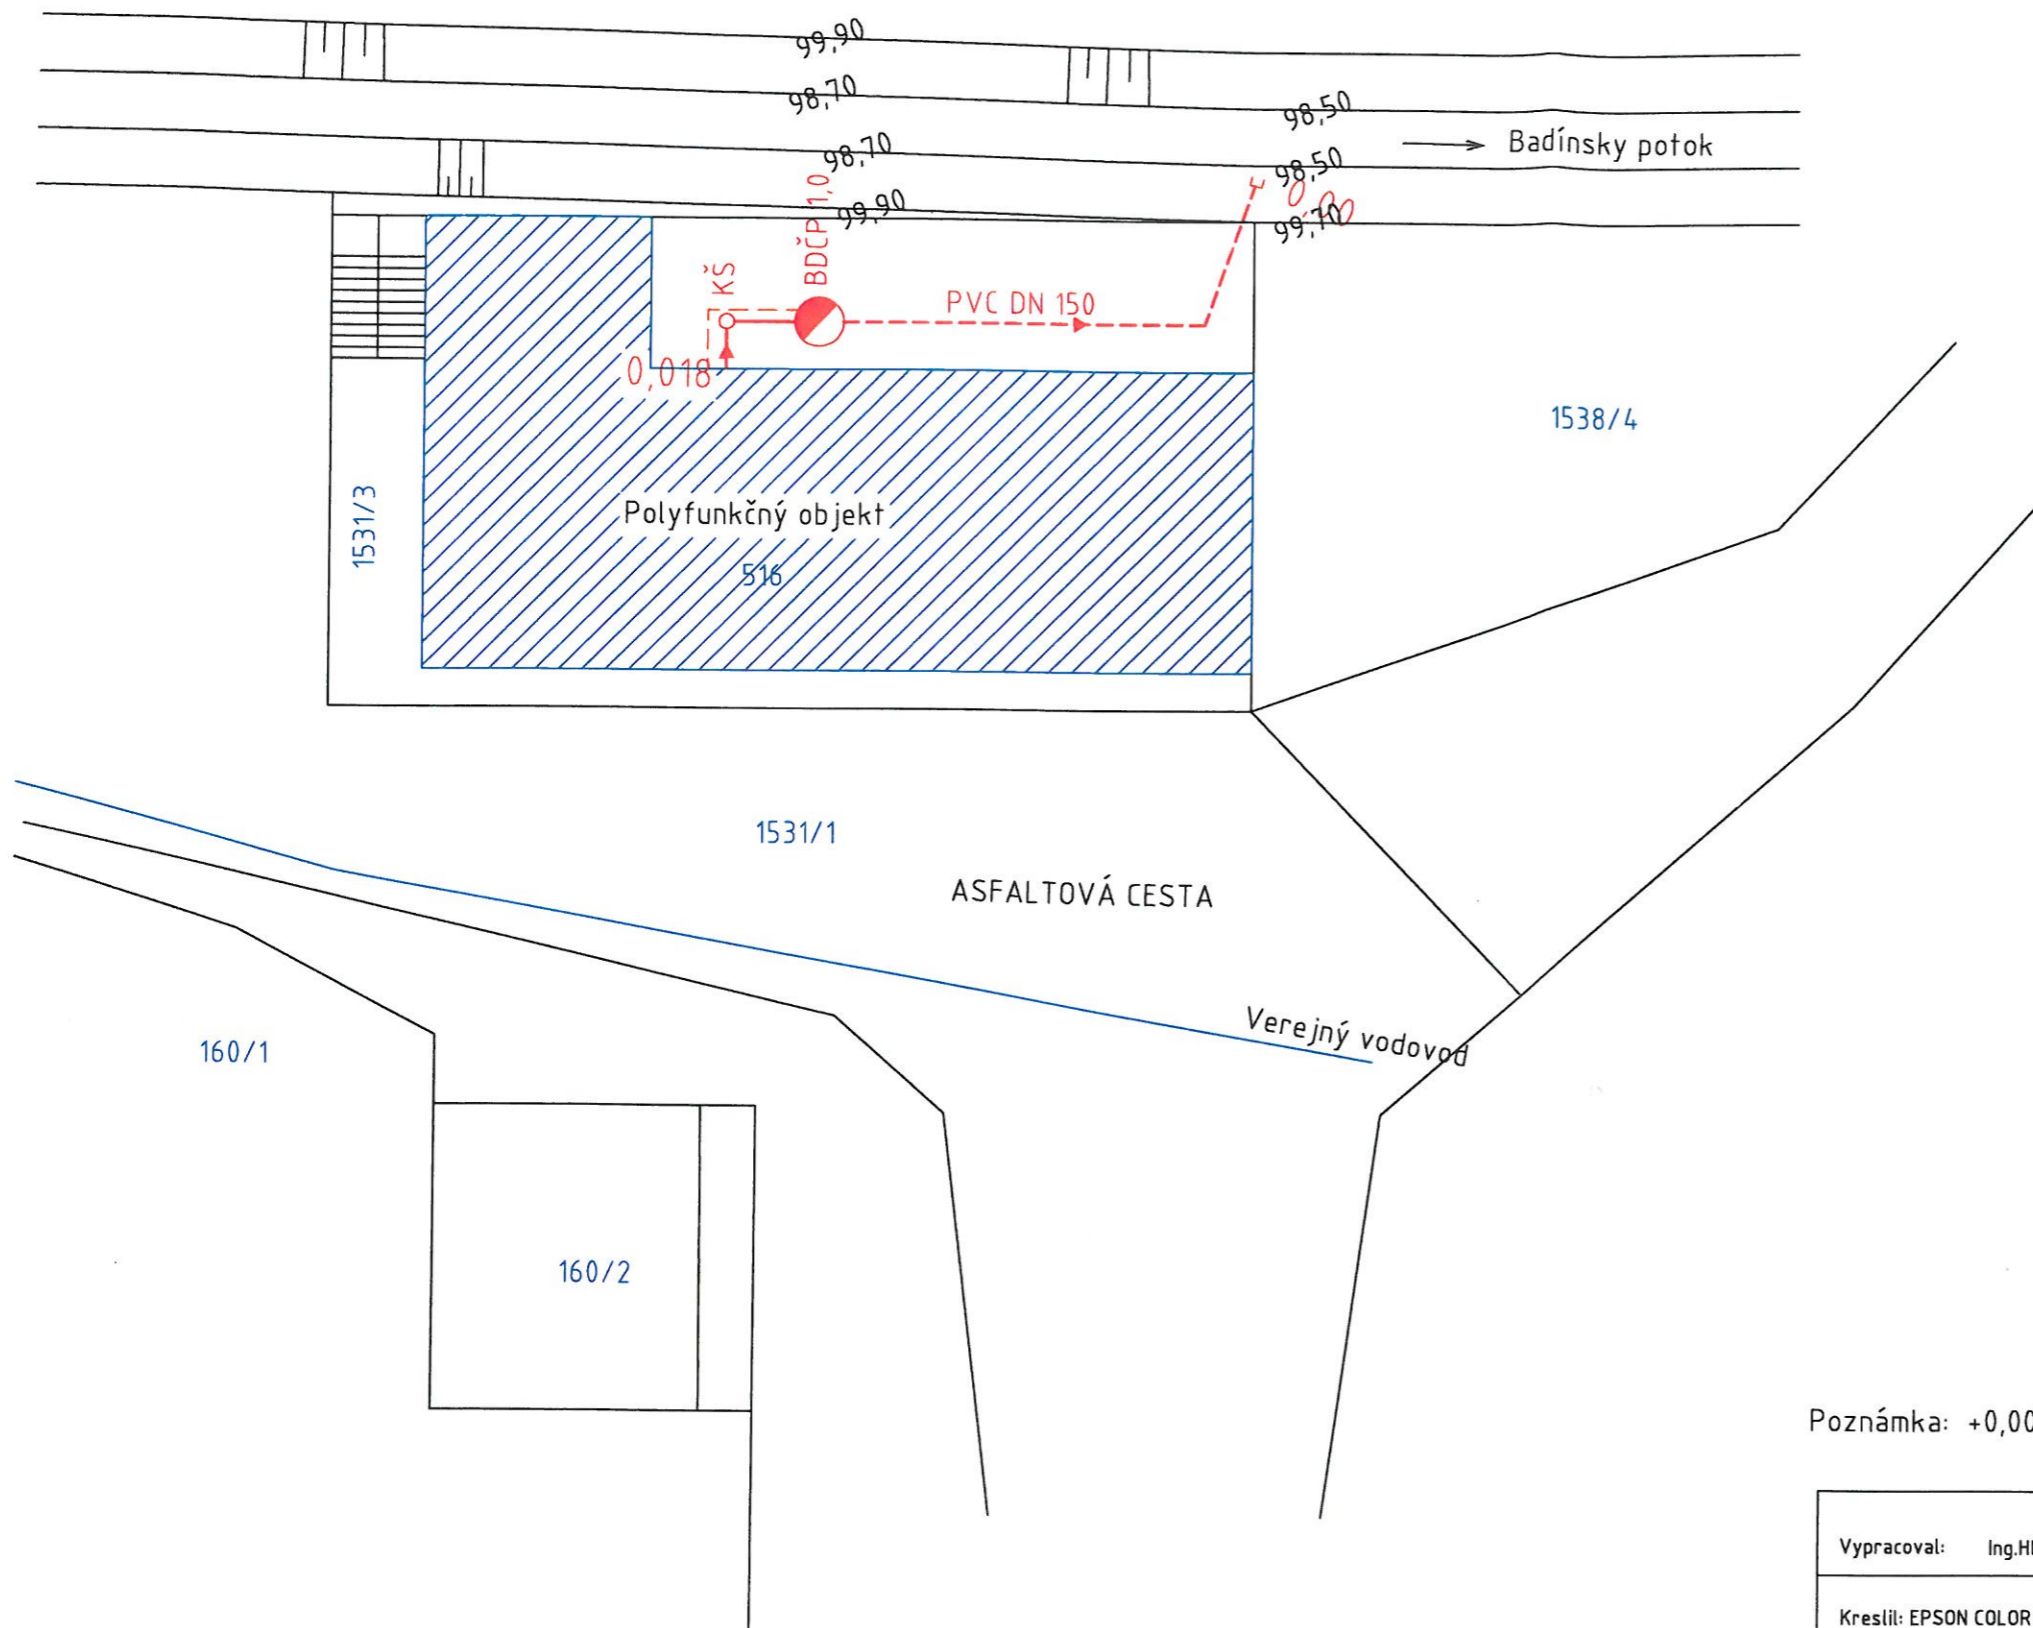 99,90
98,70
98,50
Badínsky potok
98,70
98,50
99,90
99,70
BDČP 1,0
KŠ
PVC DN 150
0,018
1538/4
1531/3
Polyfunkčný objekt
516
1531/1
ASFALTOVÁ CESTA
Verejný vodovod
160/1
160/2
Poznámka: +0,00
Vypracoval: Ing.
Kreslil: EPSON COLOR